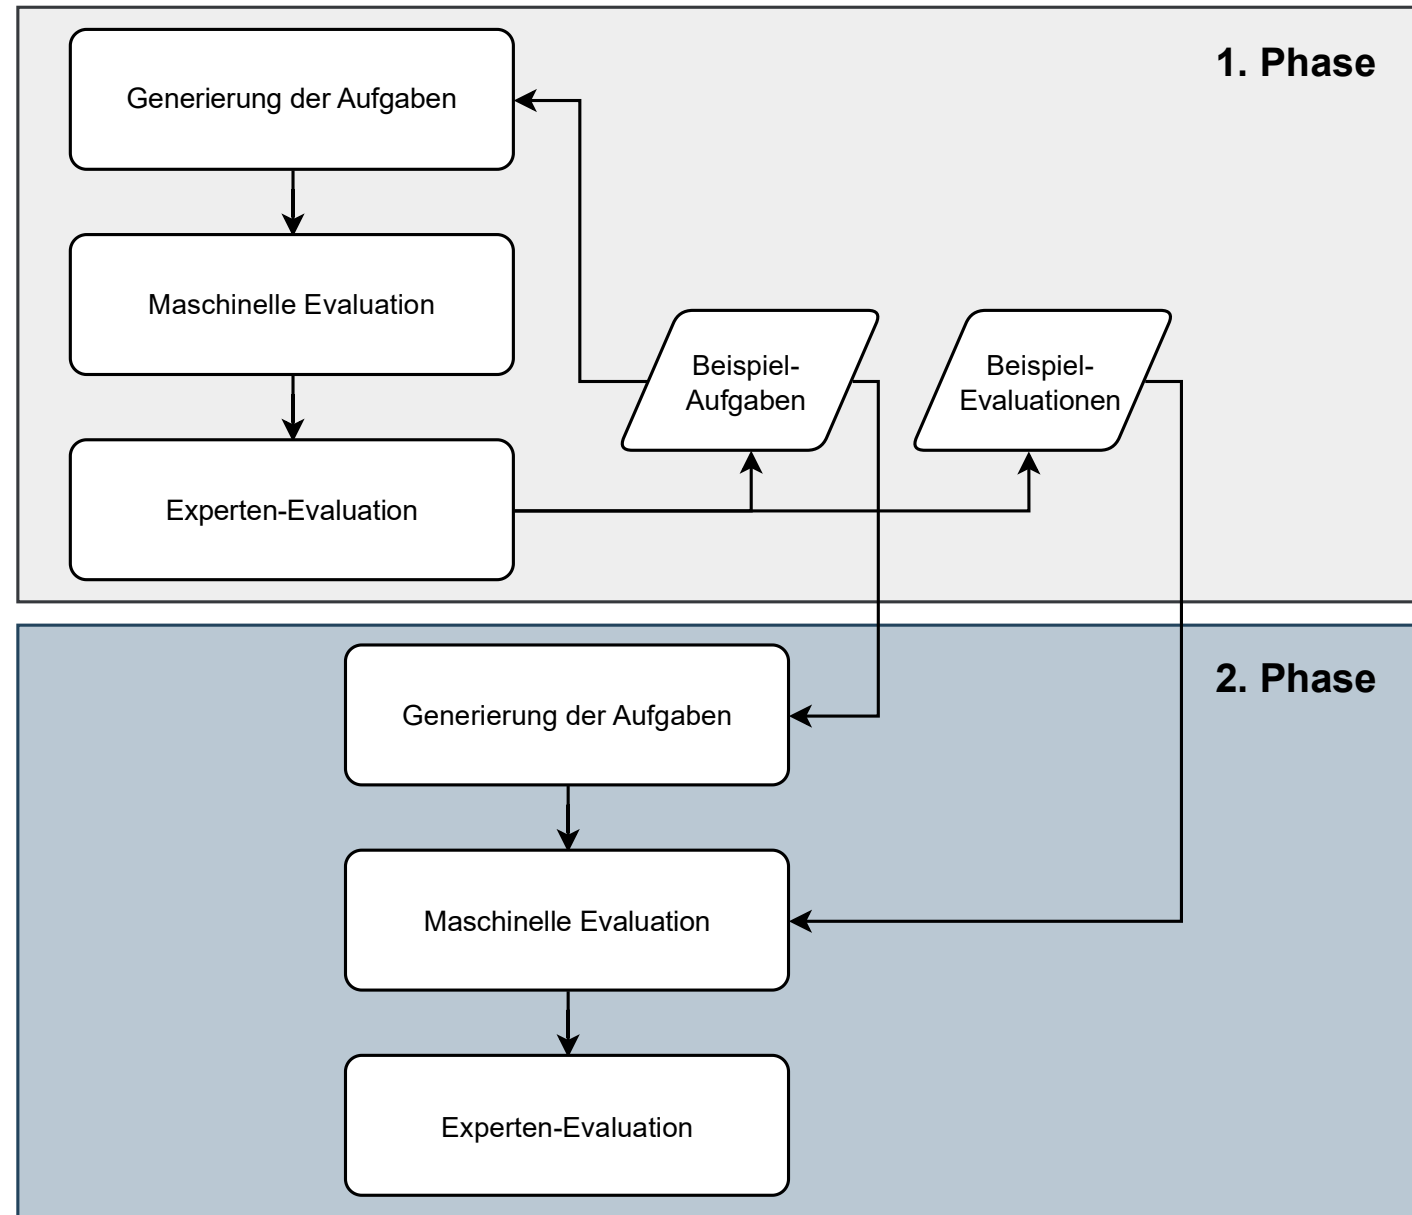 1. Phase
Generierung der Aufgaben
Maschinelle Evaluation
Beispiel-
Aufgaben
Beispiel-
Evaluationen
Experten-Evaluation
2. Phase
Generierung der Aufgaben
Maschinelle Evaluation
Experten-Evaluation